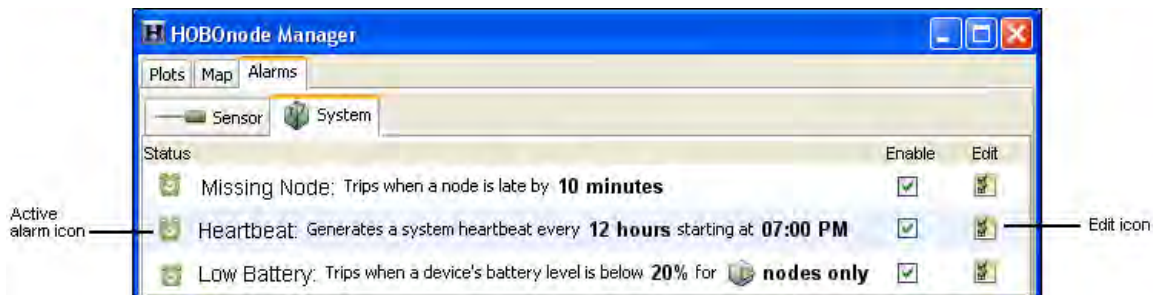 HOBOnode Manager
Plots Map Alarms
Sensor System
Status Enable Edit
Missing Node: Trips when a node is late by 10 minutes
Active
alarm icon
Heartbeat: Generates a system heartbeat every 12 hours starting at 07:00 PM
Edit icon
Low Battery: Trips when a device's battery level is below 20% for nodes only